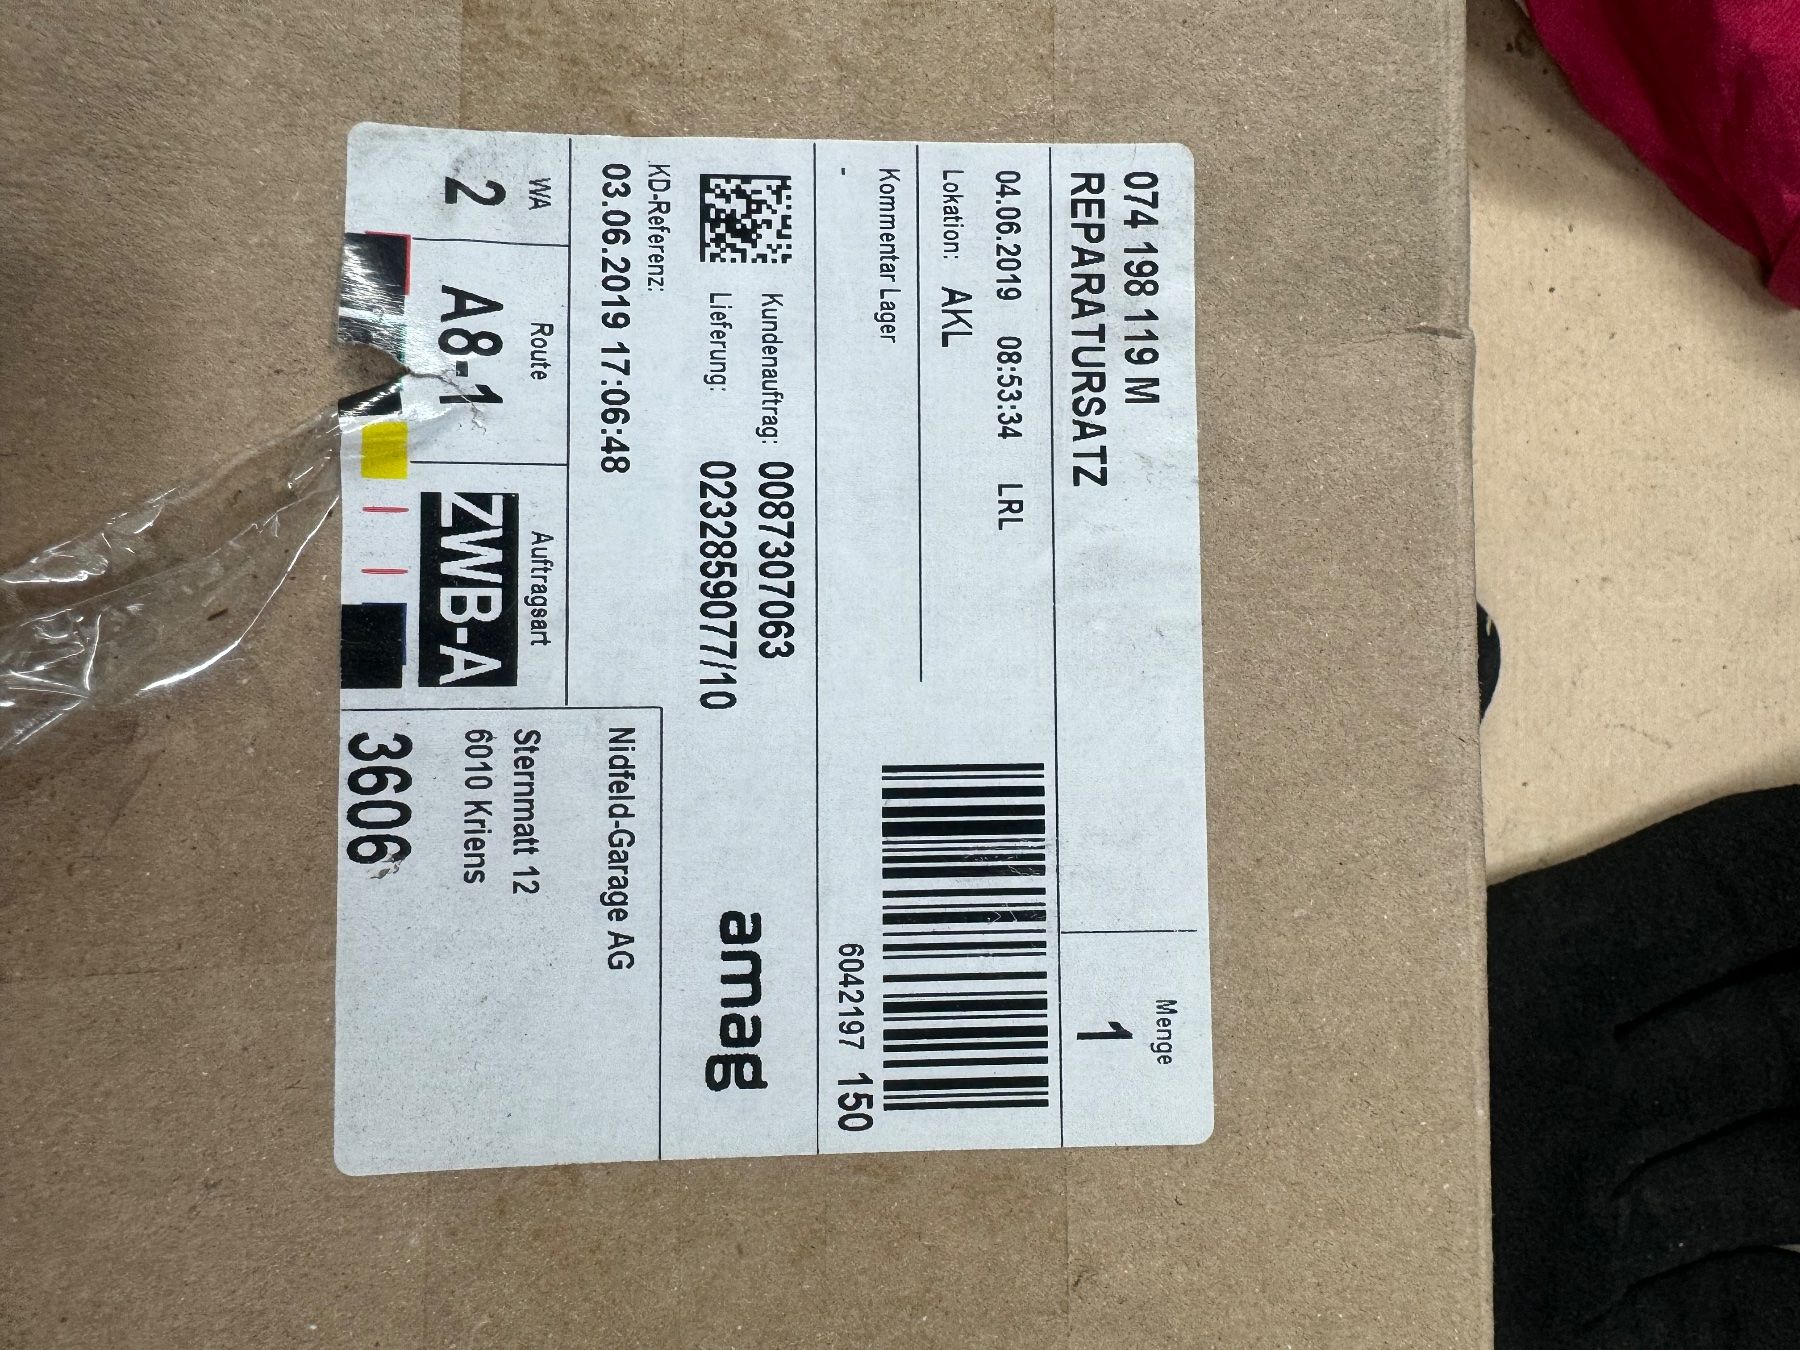 074 198 119 M
REPARATURSATZ
Menge
1
04.06.2019 08:53:34 LRL
Lokation: AKL
Kommentar Lager
-
6042197 150
Kundenauftrag: 0087307063
Lieferung: 0232859077/10
amag
KD-Referenz:
03.06.2019 17:06:48
WA
2
Route
A8-1
Auftragsart
ZWB-A
Nidfeld-Garage AG
Sternmatt 12
6010 Kriens
3606